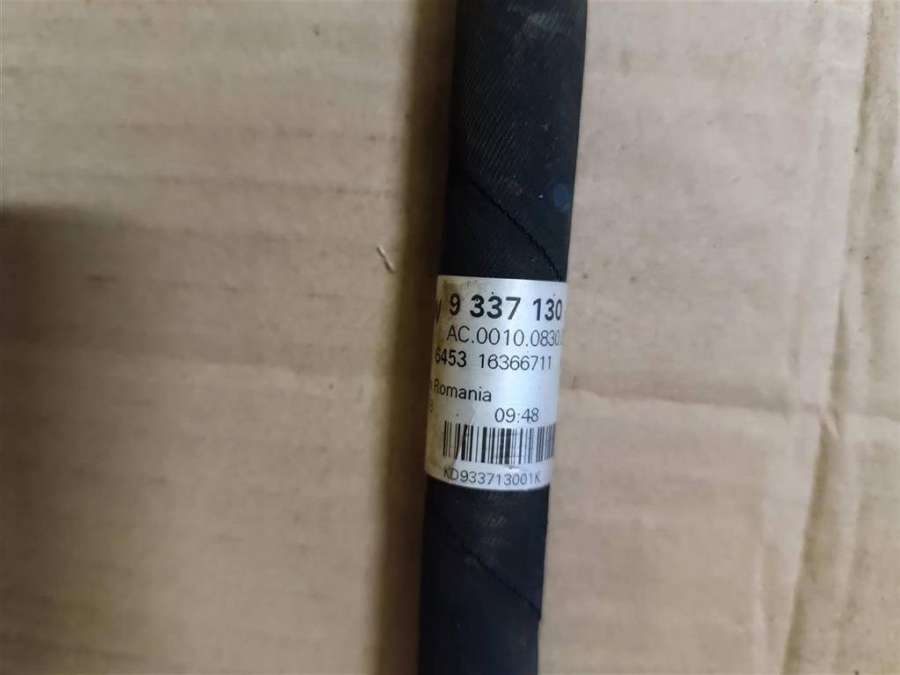 9 337 130
AC.0010.0830.
6453 16366711
Romania
09:48
KD933713001K